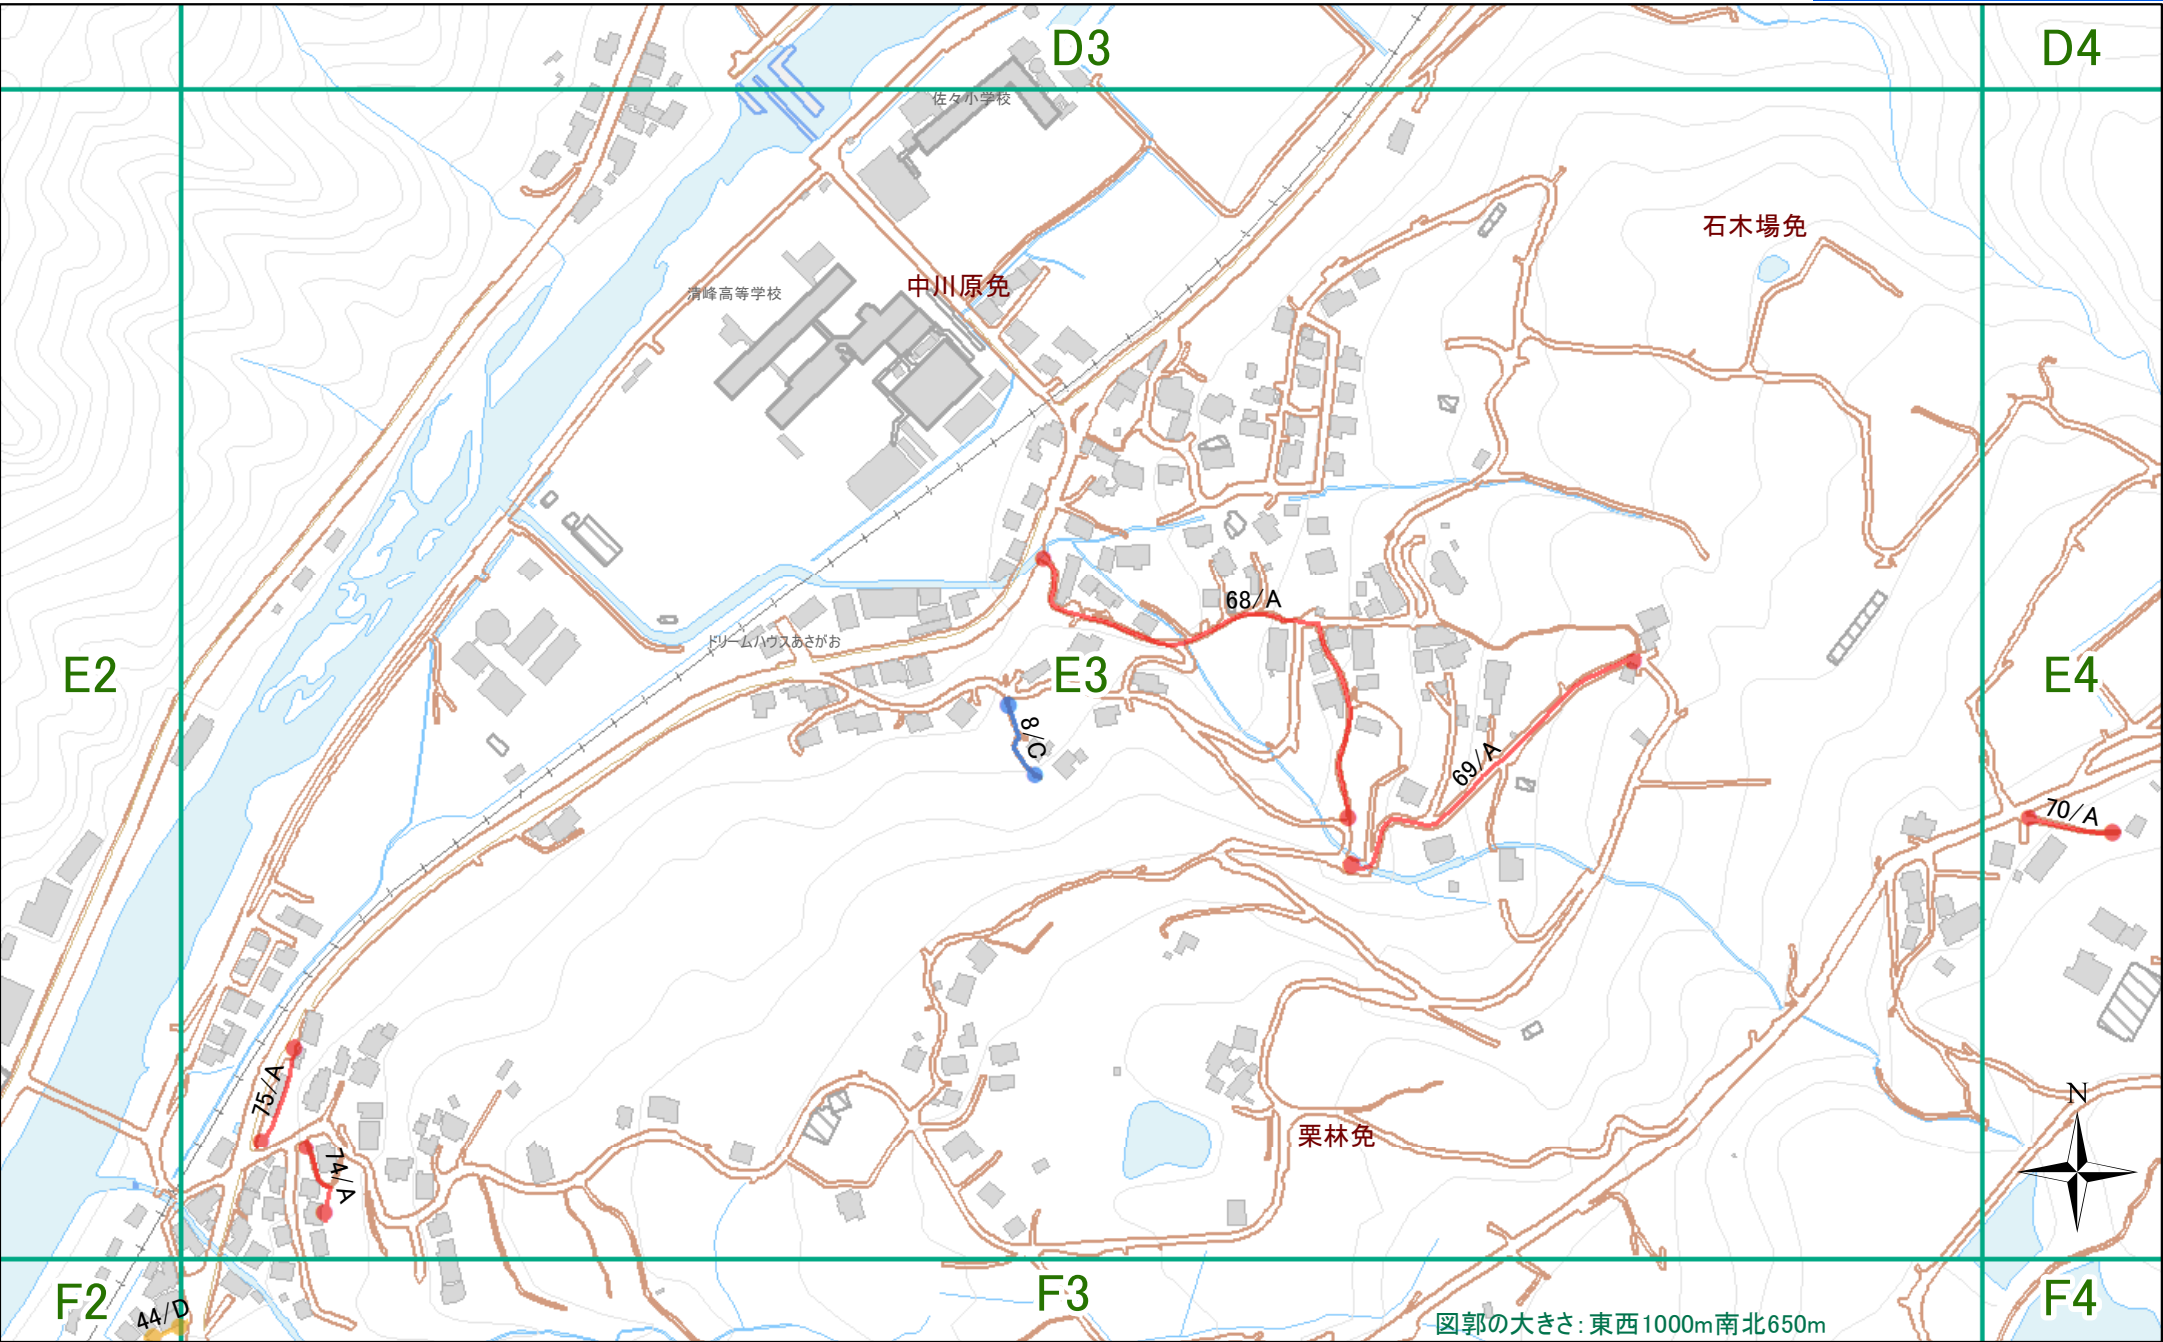 D3
D4
佐々小学校
石木場免
中川原免
清峰高等学校
68/A
ドリームハウスあさがお
E2
E3
E4
8/C
69/A
70/A
75/A
N
栗林免
74/A
F2
F3
F4
44/D
図郭の大きさ：東西1000m南北650m